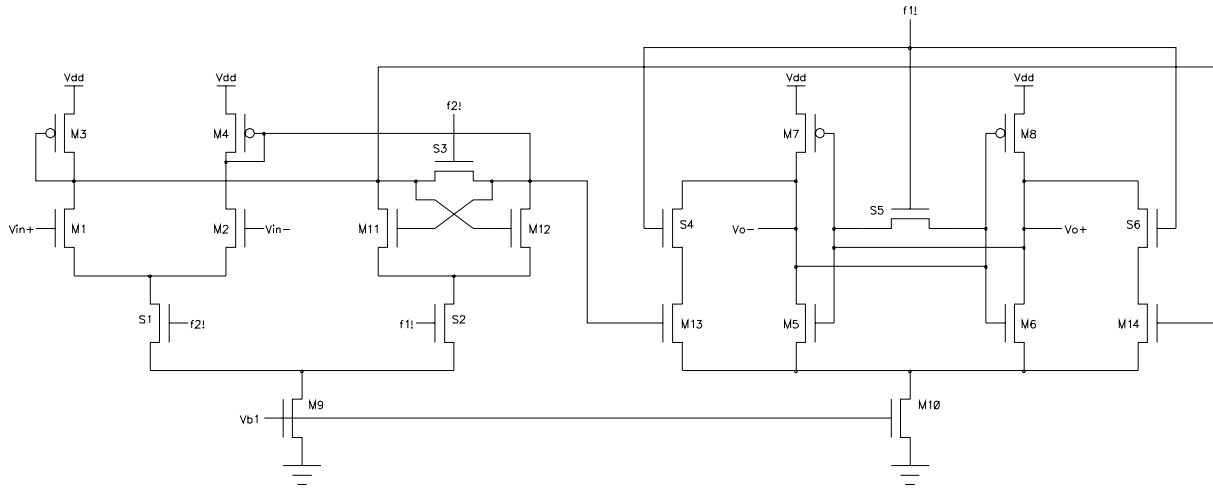 f1!
Vdd
Vdd
Vdd
Vdd
f2!
M3
M4
M7
M8
S3
S5
Vin+
M1
M2
Vin-
M11
M12
S4
Vo-
Vo+
S6
S1
f2!
f1!
S2
M13
M5
M6
M14
Vb1
M9
M10